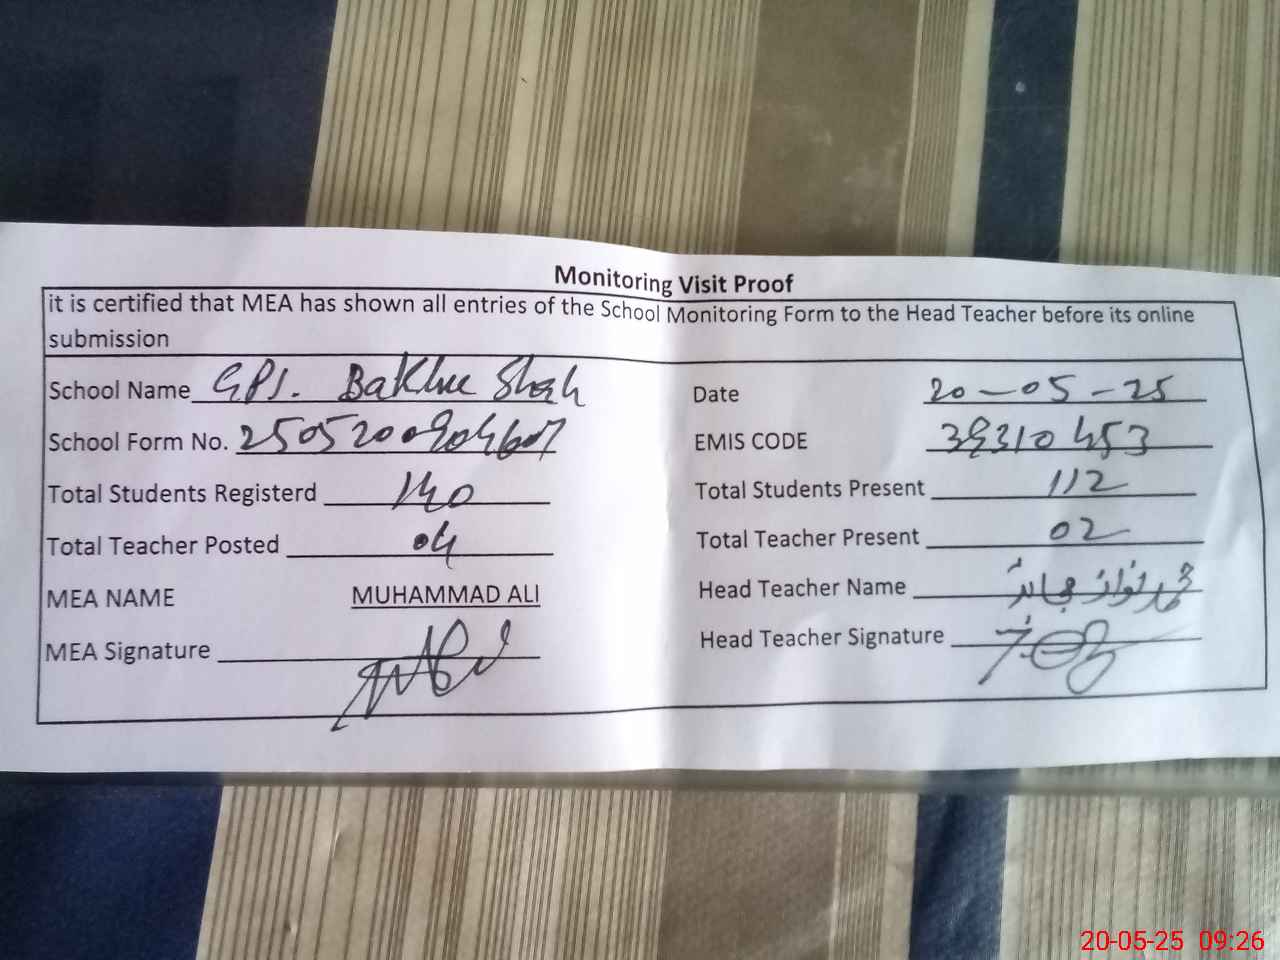 Monitoring Visit Proof
it is certified that MEA has shown all entries of the School Monitoring Form to the Head Teacher before its online
submission
School Name GPS. Bakhu Shah
Date 20-05-25
School Form No.
EMIS CODE 39310453
Total Students Registerd 140
Total Students Present 112
Total Teacher Posted 04
Total Teacher Present 02
MEA NAME MUHAMMAD ALI
Head Teacher Name محمد نواز
MEA Signature
Head Teacher Signature
20-05-25 09:26